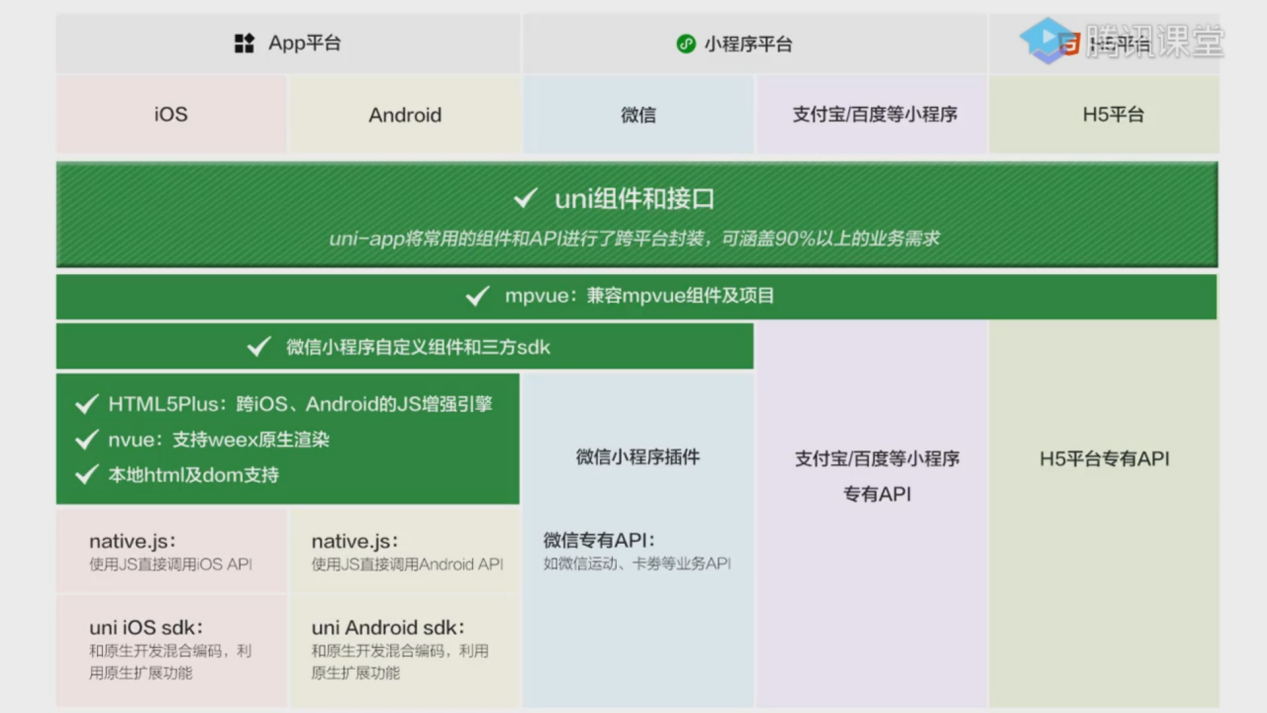 App平台
小程序平台
H5平台
腾讯课堂
iOS
Android
微信
支付宝/百度等小程序
H5平台
uni组件和接口
uni-app将常用的组件和API进行了跨平台封装，可涵盖90%以上的业务需求
mpvue：兼容mpvue组件及项目
微信小程序自定义组件和三方sdk
HTML5Plus：跨iOS、Android的JS增强引擎
nvue：支持weex原生渲染
本地html及dom支持
微信小程序插件
支付宝/百度等小程序
专有API
H5平台专有API
native.js：
使用JS直接调用iOS API
native.js：
使用JS直接调用Android API
微信专有API：
如微信运动、卡券等业务API
uni iOS sdk：
和原生开发混合编码，利
用原生扩展功能
uni Android sdk：
和原生开发混合编码，利用
原生扩展功能